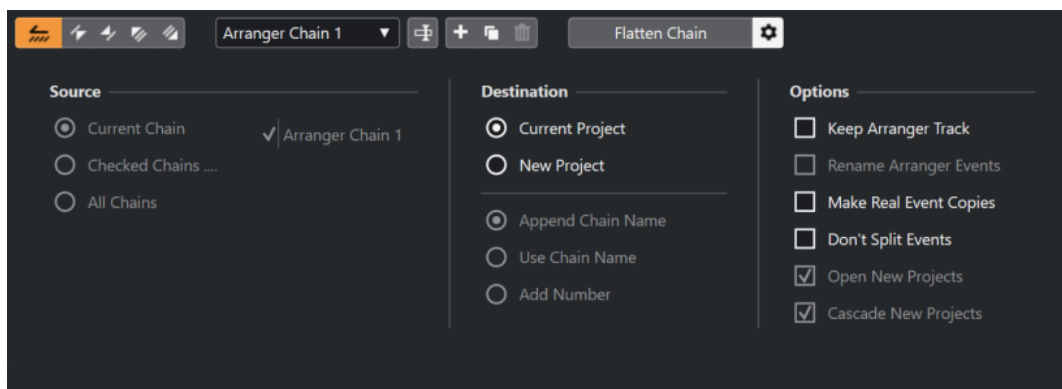 Arranger Chain 1
Flatten Chain
Source
Current Chain
Arranger Chain 1
Checked Chains ....
All Chains
Destination
Current Project
New Project
Append Chain Name
Use Chain Name
Add Number
Options
Keep Arranger Track
Rename Arranger Events
Make Real Event Copies
Don't Split Events
Open New Projects
Cascade New Projects